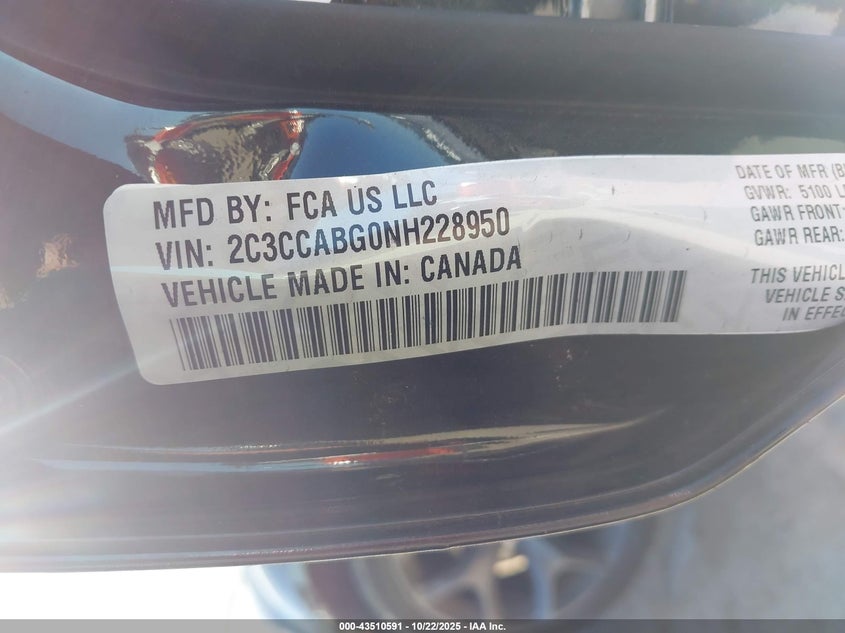 MFD BY: FCA US LLC
VIN: 2C3CCABG0NH228950
VEHICLE MADE IN: CANADA
DATE OF MFR
GVWR: 5100
GAWR FRONT:
GAWR REAR:
THIS VEHICL
VEHICLE S
IN EFFE
000-43510591 - 10/22/2025 - IAA Inc.